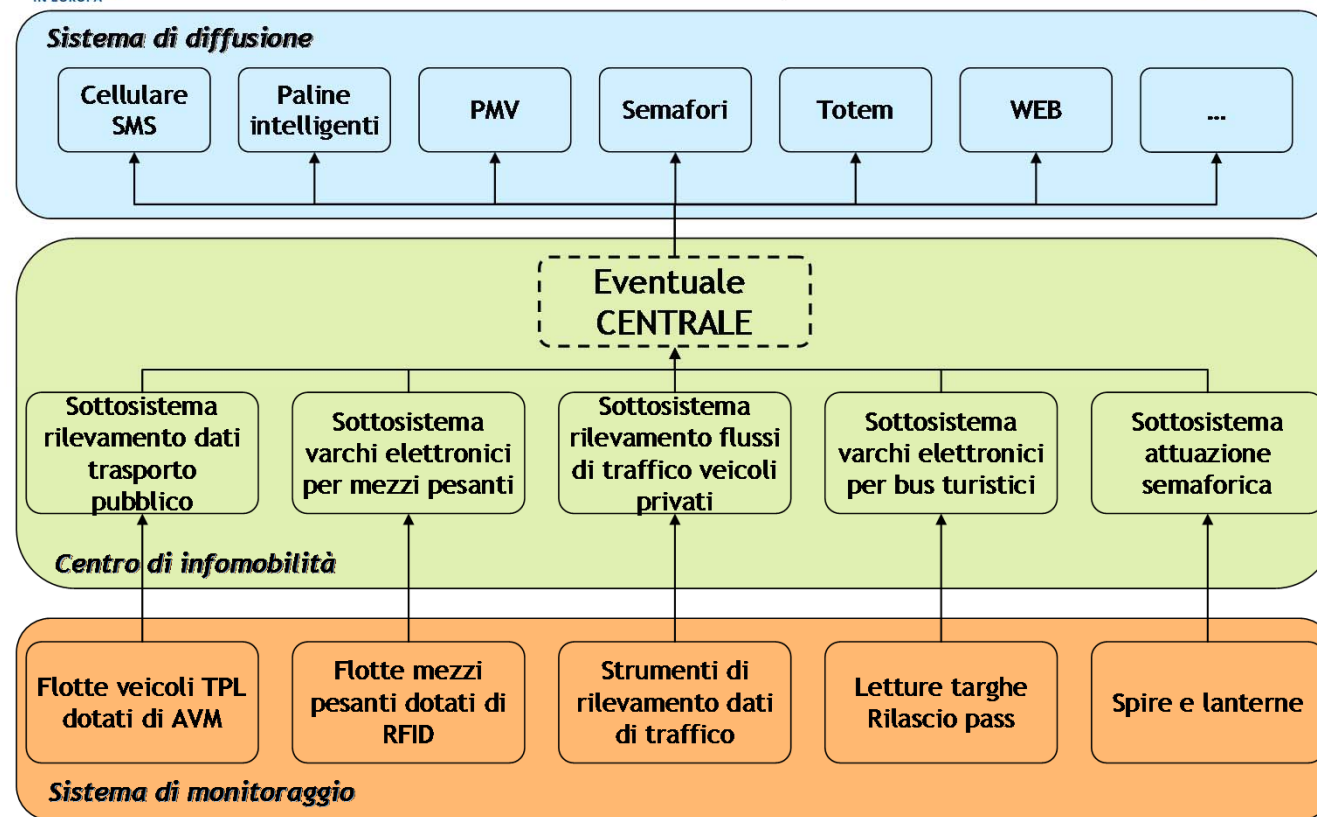 IN EUROPA
Sistema di diffusione
Cellulare
SMS
Paline
intelligenti
PMV
Semafori
Totem
WEB
...
Eventuale
CENTRALE
Sottosistema
rilevamento dati
trasporto
pubblico
Sottosistema
varchi elettronici
per mezzi pesanti
Sottosistema
rilevamento flussi
di traffico veicoli
privati
Sottosistema
varchi elettronici
per bus turistici
Sottosistema
attuazione
semaforica
Centro di infomobilità
Flotte veicoli TPL
dotati di AVM
Flotte mezzi
pesanti dotati di
RFID
Strumenti di
rilevamento dati
di traffico
Letture targhe
Rilascio pass
Spire e lanterne
Sistema di monitoraggio